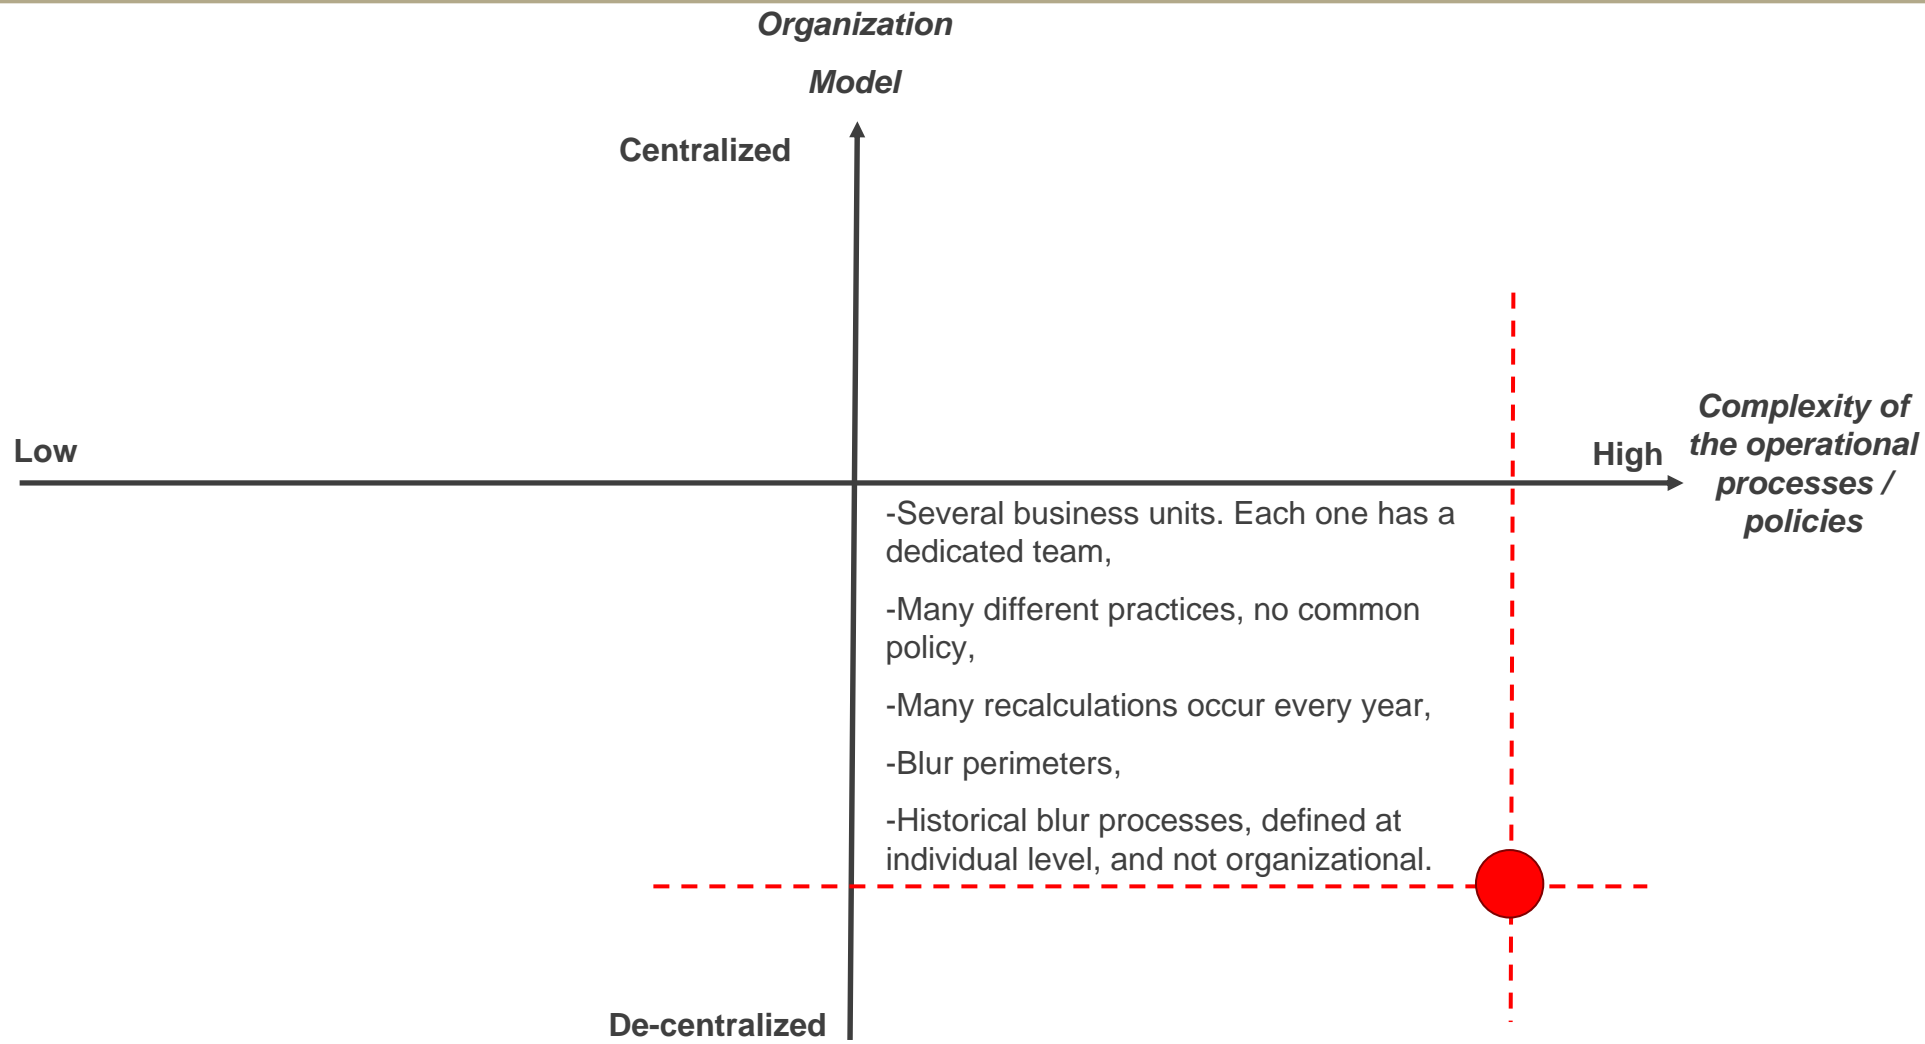 Organization
Model
Centralized
Low
High
Complexity of
the operational
processes /
policies
-Several business units. Each one has a
dedicated team,
-Many different practices, no common
policy,
-Many recalculations occur every year,
-Blur perimeters,
-Historical blur processes, defined at
individual level, and not organizational.
De-centralized